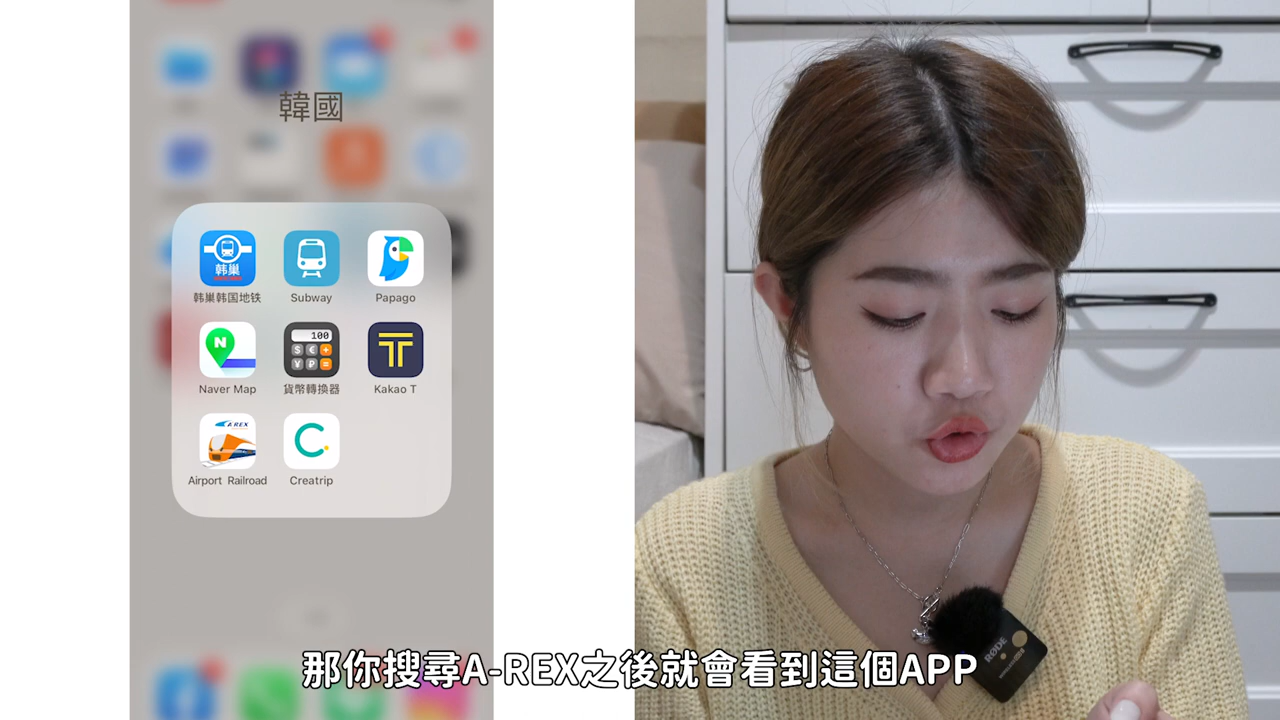 韓國
韩巢
韩巢韩国地铁
Subway
Papago
N
100
Naver Map
貨幣轉換器
Kakao T
A·REX
Airport Railroad
Creatrip
RØDE
那你搜尋A-REX之後就會看到這個APP